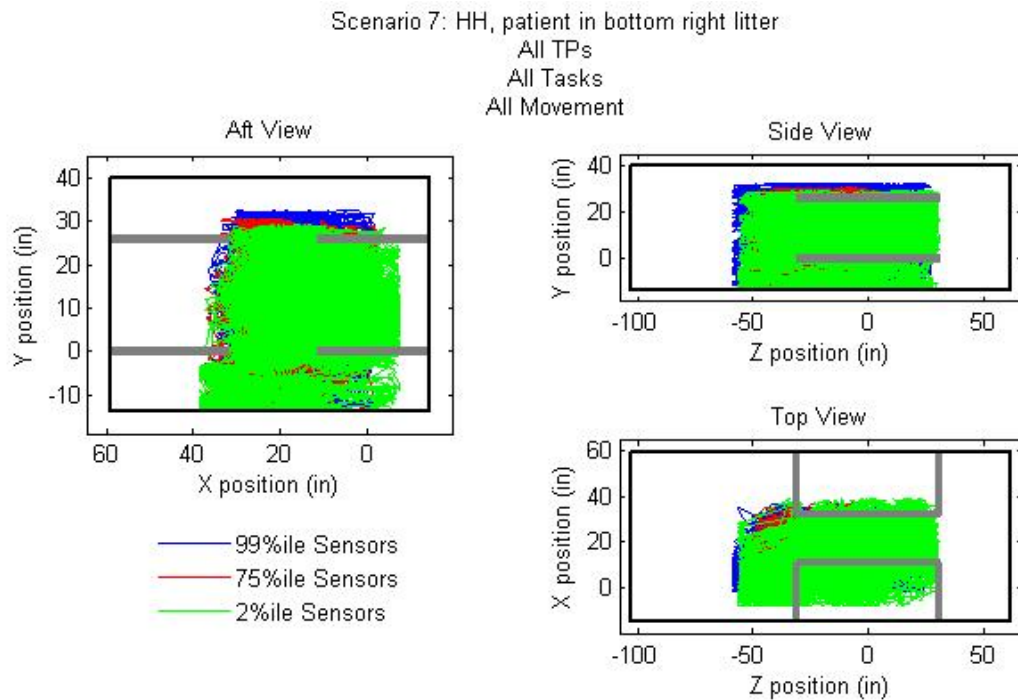 Scenario 7: HH, patient in bottom right litter
All TPs
All Tasks
All Movement
Aft View
40
30
20
10
0
-10
Y position (in)
60
40
20
0
X position (in)
Side View
40
20
0
Y position (in)
-100
-50
0
50
Z position (in)
Top View
60
40
20
0
X position (in)
-100
-50
0
50
Z position (in)
99%ile Sensors
75%ile Sensors
2%ile Sensors